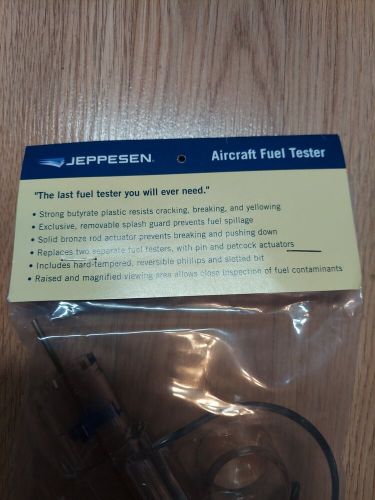 JEPPESEN
Aircraft Fuel Tester
"The last fuel tester you will ever need."
• Strong butyrate plastic resists cracking, breaking, and yellowing
• Exclusive, removable splash guard prevents fuel spillage
• Solid bronze rod actuator prevents breaking and pushing down
• Replaces two separate fuel testers, with pin and petcock actuators
• Includes hard-tempered, reversible phillips and slotted bit
• Raised and magnified viewing area allows close inspection of fuel contaminants